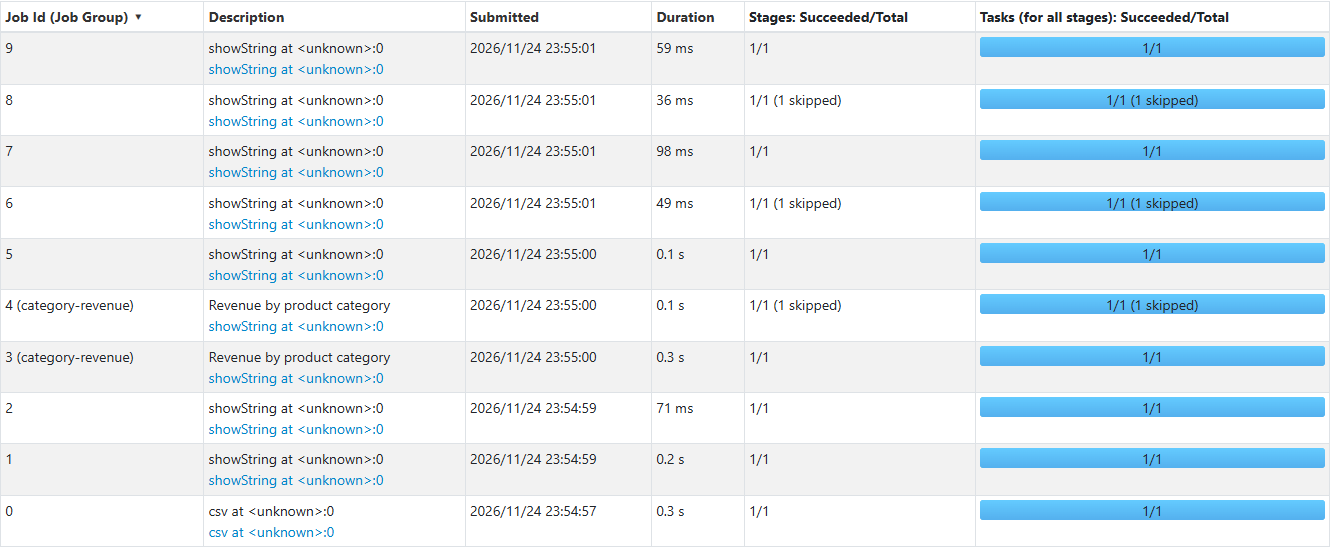 Job Id (Job Group) ▾ Description Submitted Duration Stages: Succeeded/Total Tasks (for all stages): Succeeded/Total
9 showString at <unknown>:0 2026/11/24 23:55:01 59 ms 1/1 1/1
showString at <unknown>:0
8 showString at <unknown>:0 2026/11/24 23:55:01 36 ms 1/1 (1 skipped) 1/1 (1 skipped)
showString at <unknown>:0
7 showString at <unknown>:0 2026/11/24 23:55:01 98 ms 1/1 1/1
showString at <unknown>:0
6 showString at <unknown>:0 2026/11/24 23:55:01 49 ms 1/1 (1 skipped) 1/1 (1 skipped)
showString at <unknown>:0
5 showString at <unknown>:0 2026/11/24 23:55:00 0.1 s 1/1 1/1
showString at <unknown>:0
4 (category-revenue) Revenue by product category 2026/11/24 23:55:00 0.1 s 1/1 (1 skipped) 1/1 (1 skipped)
showString at <unknown>:0
3 (category-revenue) Revenue by product category 2026/11/24 23:55:00 0.3 s 1/1 1/1
showString at <unknown>:0
2 showString at <unknown>:0 2026/11/24 23:54:59 71 ms 1/1 1/1
showString at <unknown>:0
1 showString at <unknown>:0 2026/11/24 23:54:59 0.2 s 1/1 1/1
showString at <unknown>:0
0 csv at <unknown>:0 2026/11/24 23:54:57 0.3 s 1/1 1/1
csv at <unknown>:0